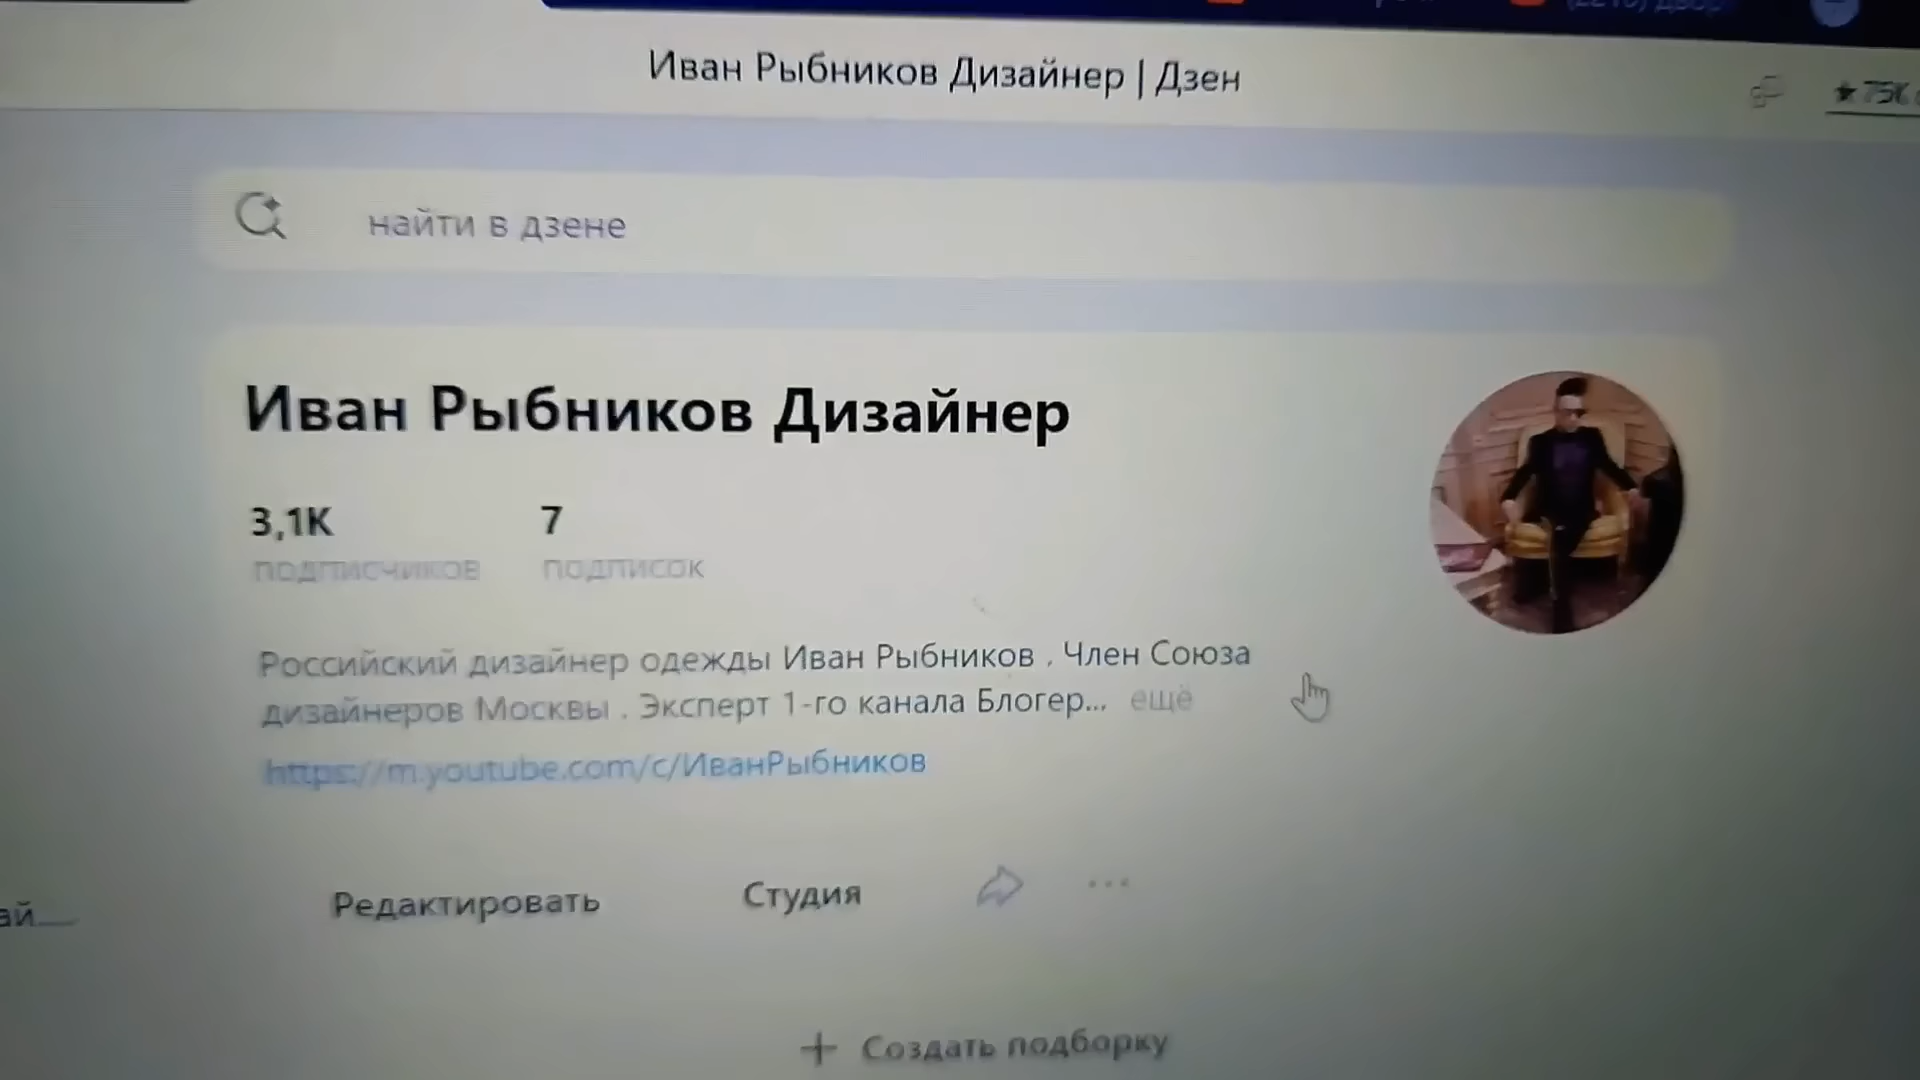 Иван Рыбников Дизайнер | Дзен
★ 75K
найти в дзене
Иван Рыбников Дизайнер
3,1K 7
подписчиков подписок
Российский дизайнер одежды Иван Рыбников . Член Союза
дизайнеров Москвы . Эксперт 1-го канала Блогер... ещё
https://m.youtube.com/c/ИванРыбников
Редактировать Студия ...
+ Создать подборку